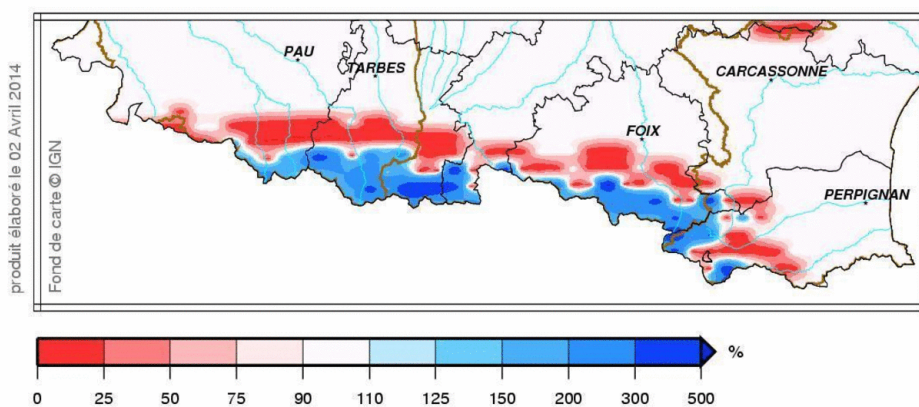 produit élaboré le 02 Avril 2014
Fond de carte © IGN
PAU
TARBES
CARCASSONNE
FOIX
PERPIGNAN
0 25 50 75 90 110 125 150 200 300 500 %